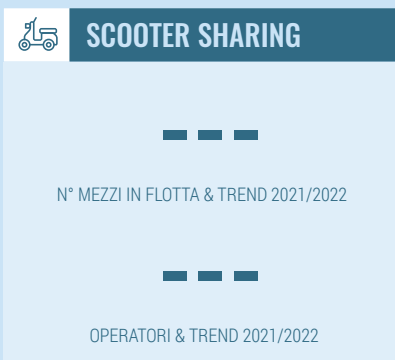 SCOOTER SHARING
---
N° MEZZI IN FLOTTA & TREND 2021/2022
---
OPERATORI & TREND 2021/2022